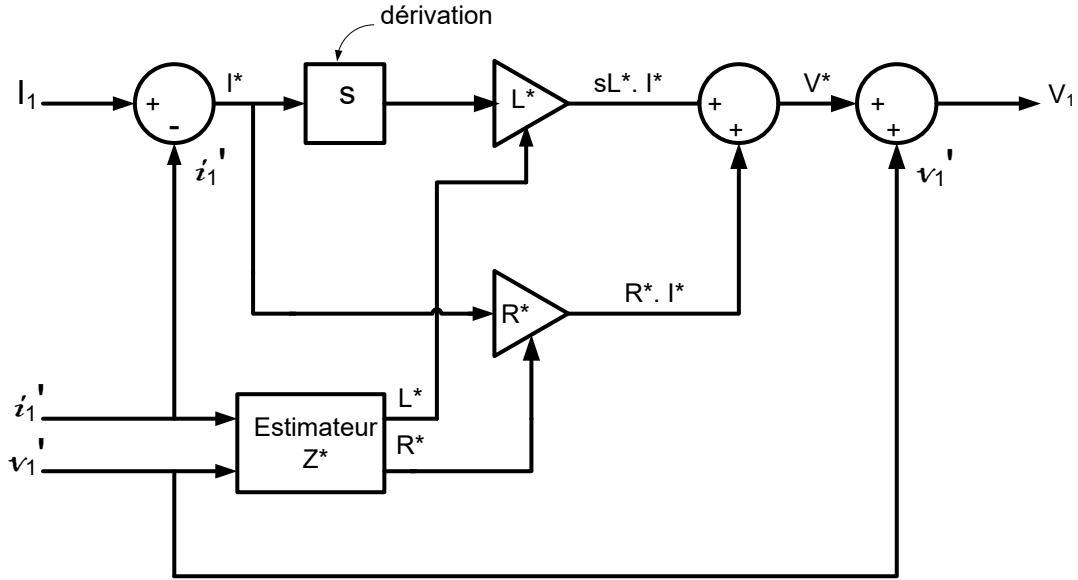 dérivation
I₁
+
-
I*
s
L*
sL*. I*
+
+
V*
+
+
V₁
i₁'
v₁'
R*
R*. I*
i₁'
v₁'
Estimateur
Z*
L*
R*